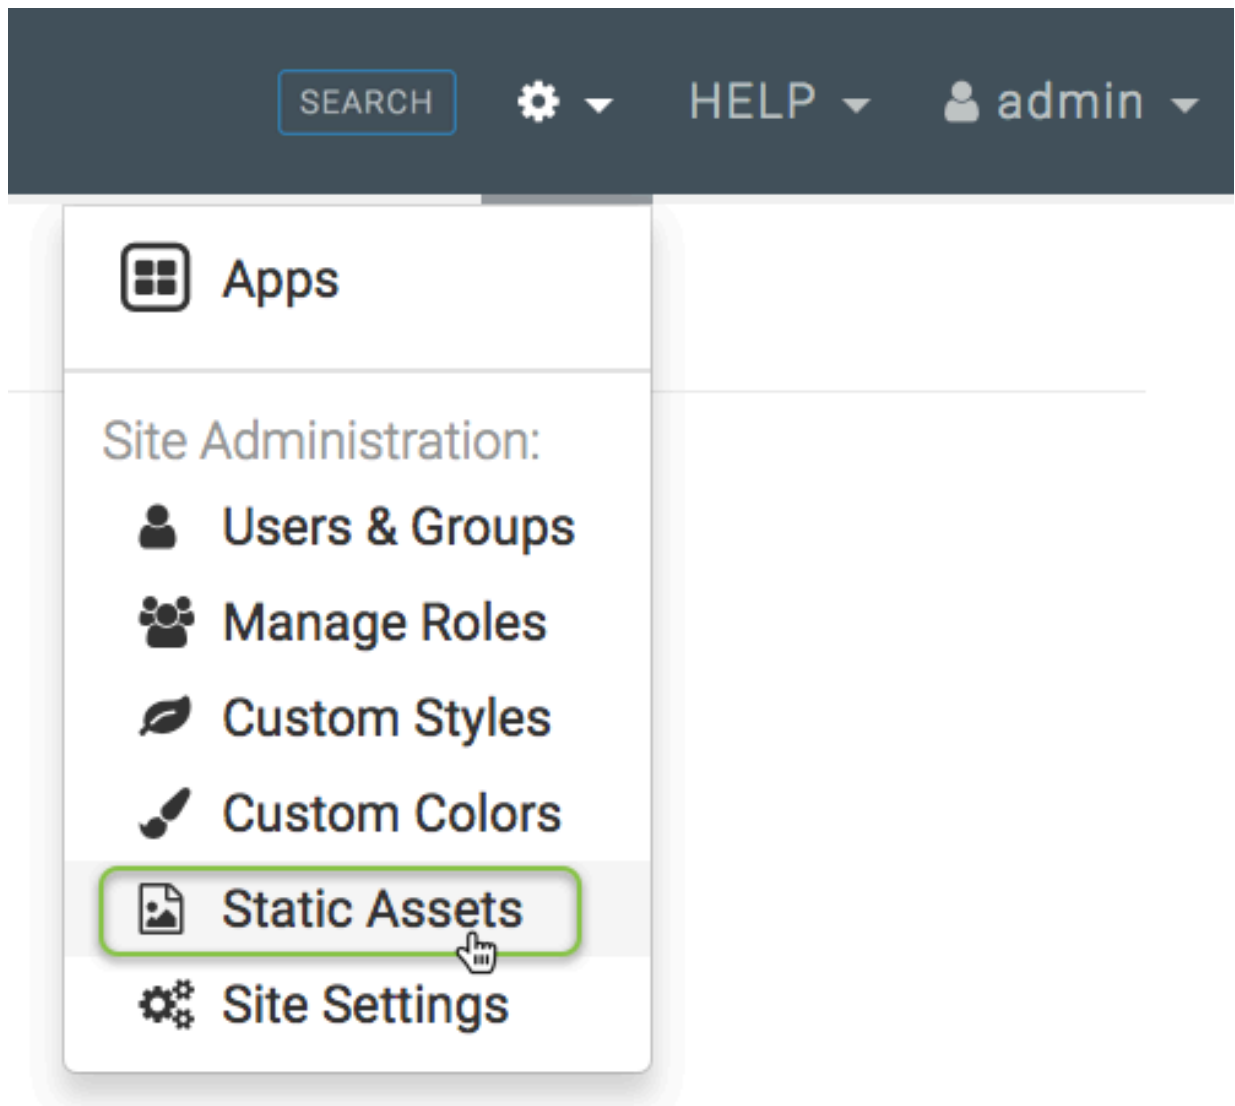 SEARCH HELP admin
Apps
Site Administration:
Users & Groups
Manage Roles
Custom Styles
Custom Colors
Static Assets
Site Settings